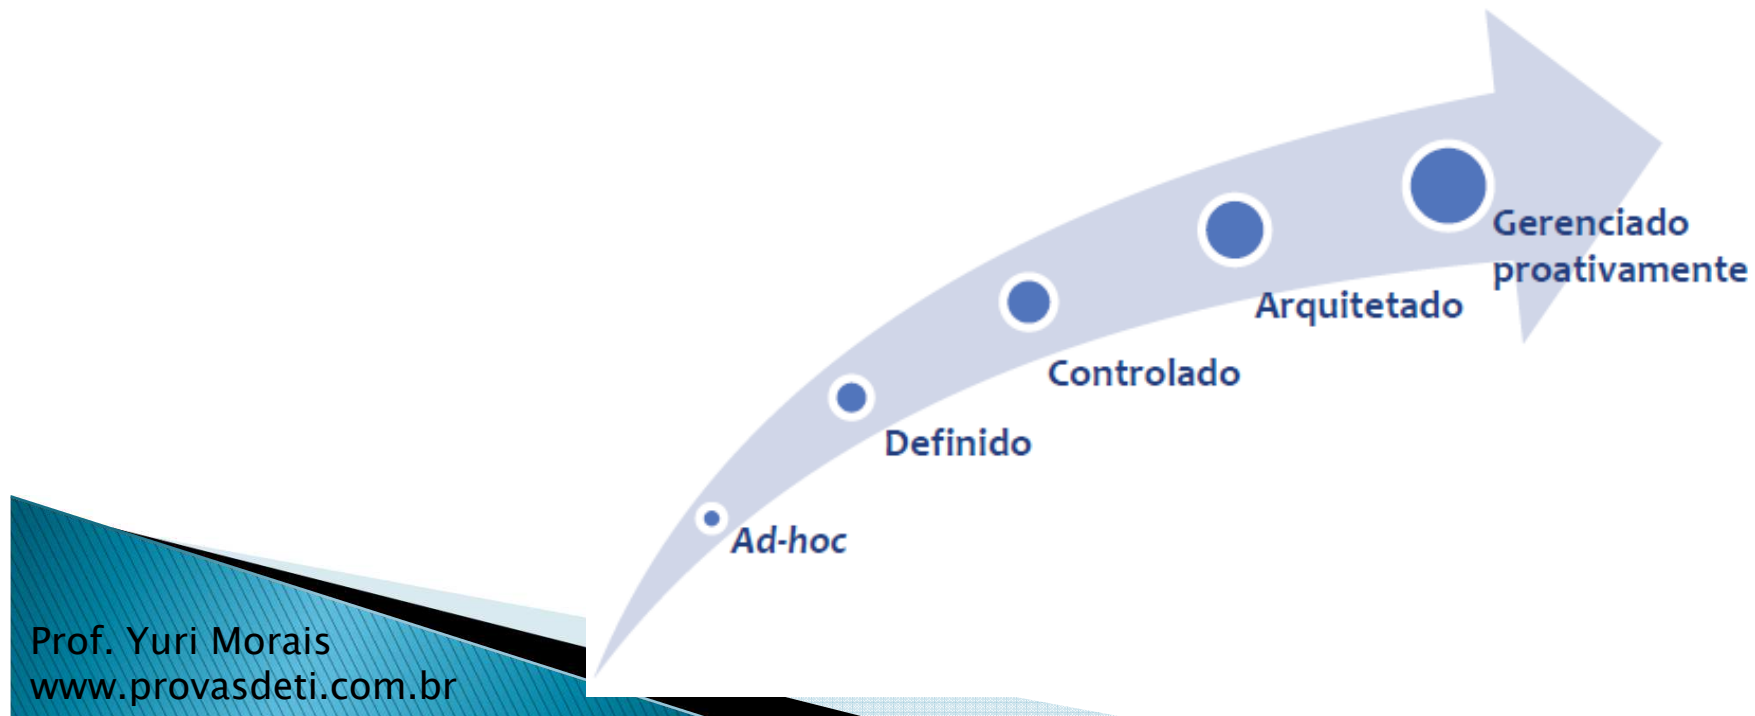 Gerenciado
proativamente
Arquitetado
Controlado
Definido
Ad-hoc
Prof. Yuri Morais
www.provasdeti.com.br